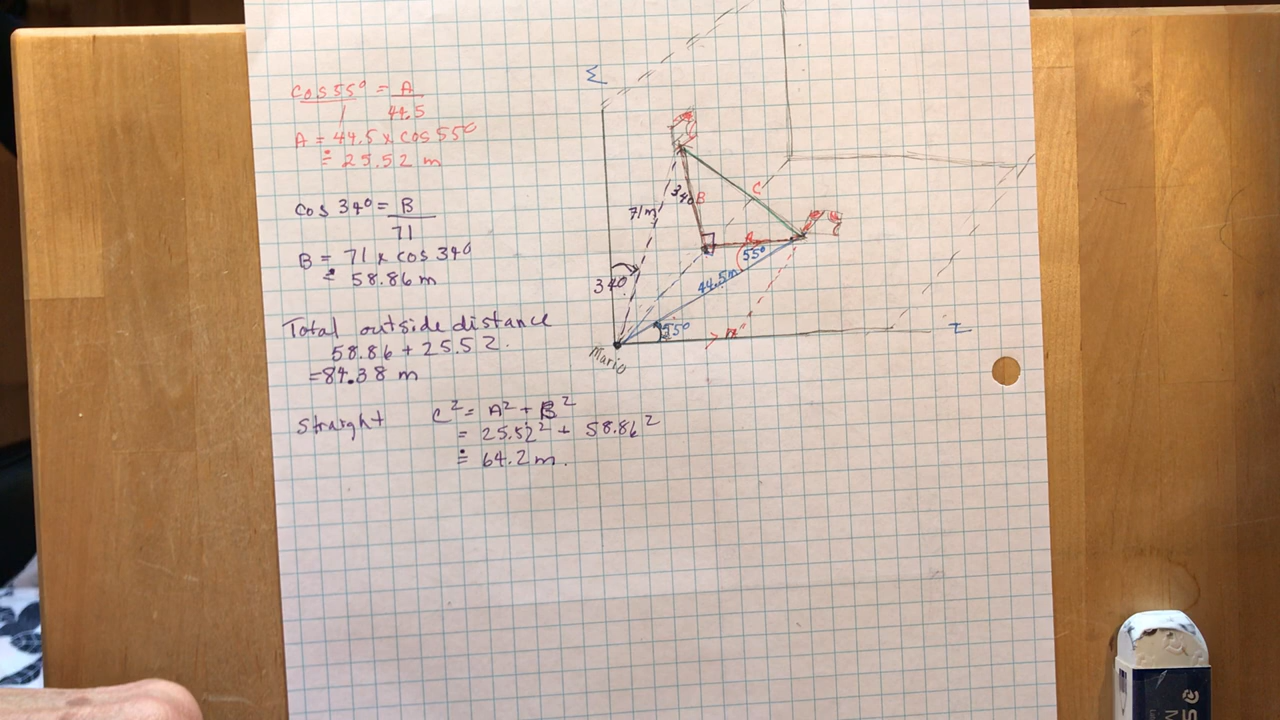 cos 55° = A
1 44.5
A = 44.5 x cos 55°
≐ 25.52 m
cos 34° = B
71
B = 71 x cos 34°
≐ 58.86 m
Total outside distance
58.86 + 25.52.
= 84.38 m
Straight C² = A² + B²
= 25.52² + 58.86²
≐ 64.2 m.
Σ
34°
B
C
71m
A
55°
34°
44.5m
55°
Mario